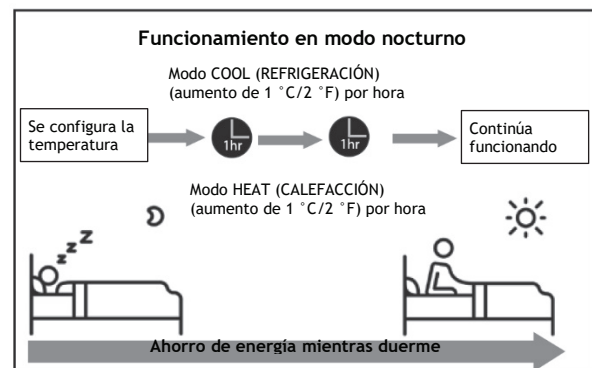 Funcionamiento en modo nocturno
Modo COOL (REFRIGERACIÓN)
(aumento de 1 °C/2 °F) por hora
Se configura la
temperatura
1hr
1hr
Continúa
funcionando
Modo HEAT (CALEFACCIÓN)
(aumento de 1 °C/2 °F) por hora
z z Z
Ahorro de energía mientras duerme